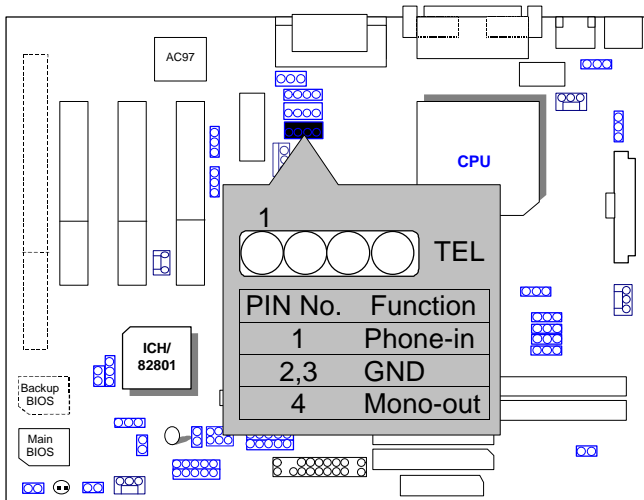 AC97
CPU
1
TEL
PIN No. Function
1 Phone-in
2,3 GND
4 Mono-out
ICH/
82801
Backup
BIOS
Main
BIOS